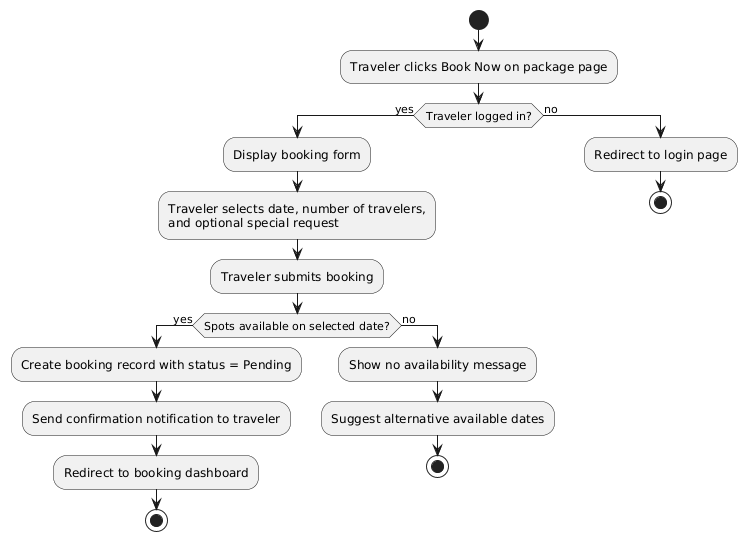 Traveler clicks Book Now on package page
yes
Traveler logged in?
no
Display booking form
Redirect to login page
Traveler selects date, number of travelers,
and optional special request
Traveler submits booking
yes
Spots available on selected date?
no
Create booking record with status = Pending
Show no availability message
Send confirmation notification to traveler
Suggest alternative available dates
Redirect to booking dashboard